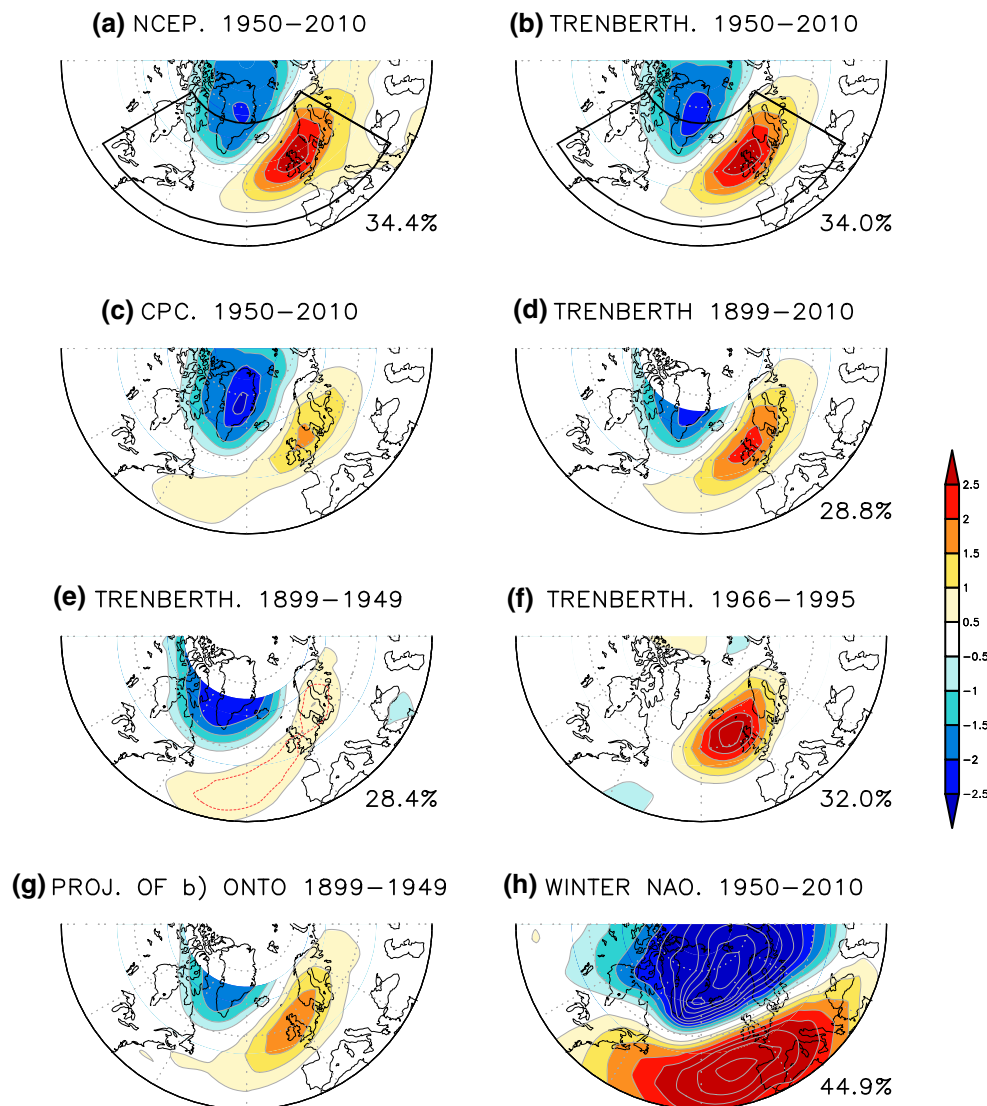 (a) NCEP. 1950−2010
(b) TRENBERTH. 1950−2010
34.4%
34.0%
(c) CPC. 1950−2010
(d) TRENBERTH 1899−2010
28.8%
(e) TRENBERTH. 1899−1949
(f) TRENBERTH. 1966−1995
28.4%
32.0%
2.5
2
1.5
1
0.5
−0.5
−1
−1.5
−2
−2.5
(g) PROJ. OF b) ONTO 1899−1949
(h) WINTER NAO. 1950−2010
44.9%